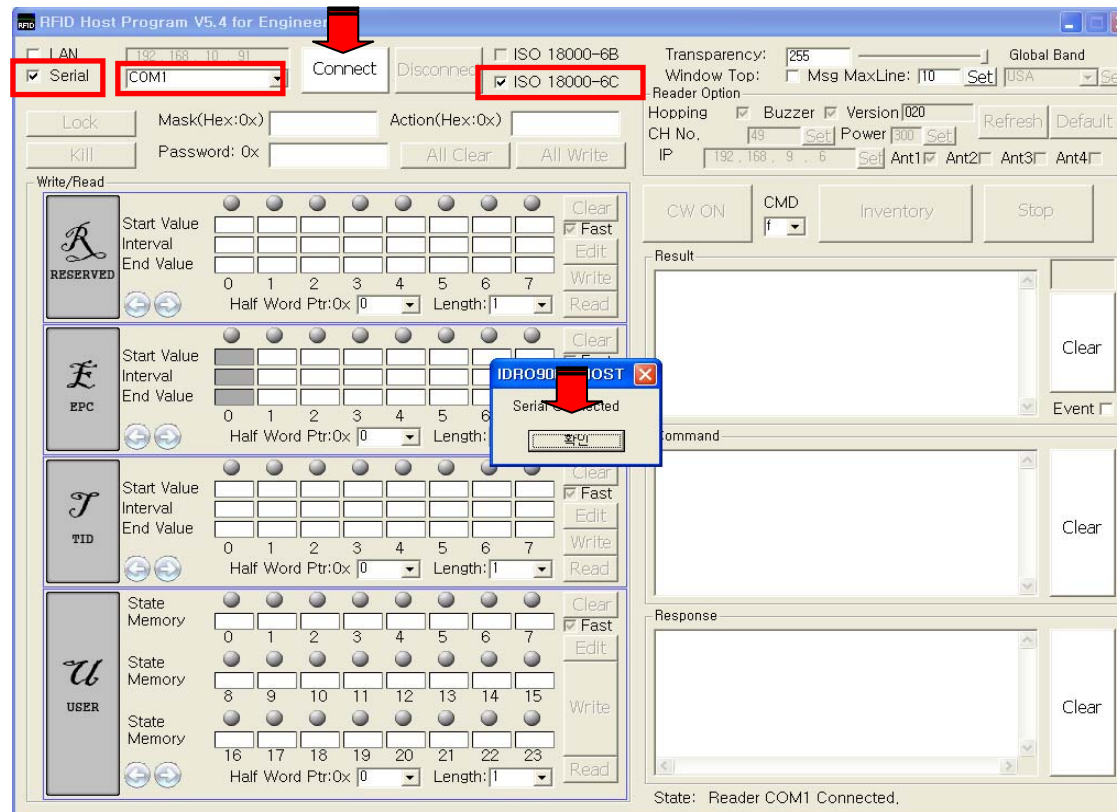 RFID Host Program V5.4 for Engineer
LAN 192 . 168 . 10 . 91
Serial COM1
Connect
Disconnect
ISO 18000-6B
ISO 18000-6C
Transparency: 255
Window Top: Msg MaxLine: 10 Set
Global Band
USA Se
Reader Option
Hopping Buzzer Version 020
CH No. 49 Set Power 300 Set
Refresh Default
IP 192 . 168 . 9 . 6 Set Ant1 Ant2 Ant3 Ant4
Lock Mask(Hex:0x) Action(Hex:0x)
Kill Password: 0x All Clear All Write
Write/Read
R
RESERVED
Start Value
Interval
End Value
0 1 2 3 4 5 6 7
Half Word Ptr:0x 0 Length: 1
Clear
Fast
Edit
Write
Read
E
EPC
Start Value
Interval
End Value
0 1 2 3 4 5 6
Half Word Ptr:0x 0 Length:
Clear
T
TID
Start Value
Interval
End Value
0 1 2 3 4 5 6 7
Half Word Ptr:0x 0 Length: 1
Clear
Fast
Edit
Write
Read
U
USER
State
Memory
0 1 2 3 4 5 6 7
State
Memory
8 9 10 11 12 13 14 15
State
Memory
16 17 18 19 20 21 22 23
Half Word Ptr:0x 0 Length: 1
Clear
Fast
Edit
Write
Read
HOST
Serial
확인
CW ON
CMD
f
Inventory
Stop
Result
Clear
Event
Command
Clear
Response
Clear
State: Reader COM1 Connected.